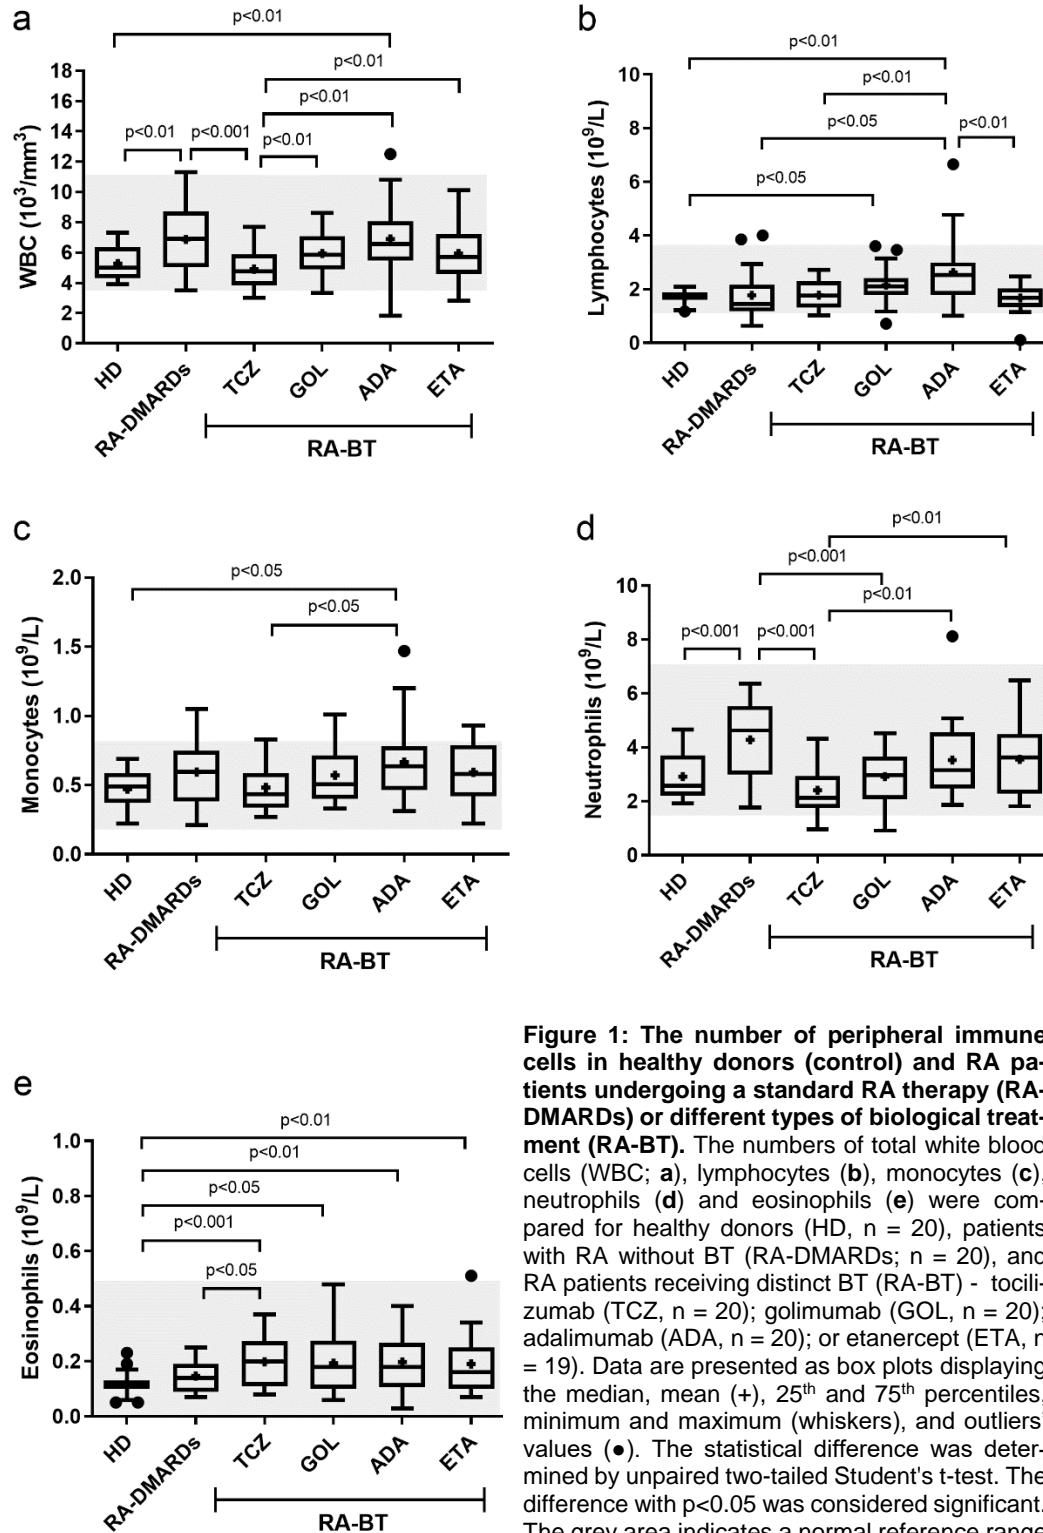 a
p<0.01
p<0.01
p<0.01
p<0.01
p<0.001
p<0.01
WBC (10³/mm³)
18
16
14
12
10
8
6
4
2
0
HD
RA-DMARDs
TCZ
GOL
ADA
ETA
RA-BT
b
p<0.01
p<0.01
p<0.05
p<0.01
p<0.05
Lymphocytes (10⁹/L)
10
8
6
4
2
0
HD
RA-DMARDs
TCZ
GOL
ADA
ETA
RA-BT
c
p<0.05
p<0.05
Monocytes (10⁹/L)
2.0
1.5
1.0
0.5
0.0
HD
RA-DMARDs
TCZ
GOL
ADA
ETA
RA-BT
d
p<0.01
p<0.001
p<0.01
p<0.001
p<0.001
Neutrophils (10⁹/L)
10
8
6
4
2
0
HD
RA-DMARDs
TCZ
GOL
ADA
ETA
RA-BT
e
p<0.01
p<0.01
p<0.05
p<0.001
p<0.05
Eosinophils (10⁹/L)
1.0
0.8
0.6
0.4
0.2
0.0
HD
RA-DMARDs
TCZ
GOL
ADA
ETA
RA-BT
Figure 1: The number of peripheral immune
cells in healthy donors (control) and RA pa-
tients undergoing a standard RA therapy (RA-
DMARDs) or different types of biological treat-
ment (RA-BT). The numbers of total white blood
cells (WBC; a), lymphocytes (b), monocytes (c),
neutrophils (d) and eosinophils (e) were com-
pared for healthy donors (HD, n = 20), patients
with RA without BT (RA-DMARDs; n = 20), and
RA patients receiving distinct BT (RA-BT) - tocili-
zumab (TCZ, n = 20); golimumab (GOL, n = 20);
adalimumab (ADA, n = 20); or etanercept (ETA, n
= 19). Data are presented as box plots displaying
the median, mean (+), 25th and 75th percentiles,
minimum and maximum (whiskers), and outliers'
values (●). The statistical difference was deter-
mined by unpaired two-tailed Student's t-test. The
difference with p<0.05 was considered significant.
The grey area indicates a normal reference range